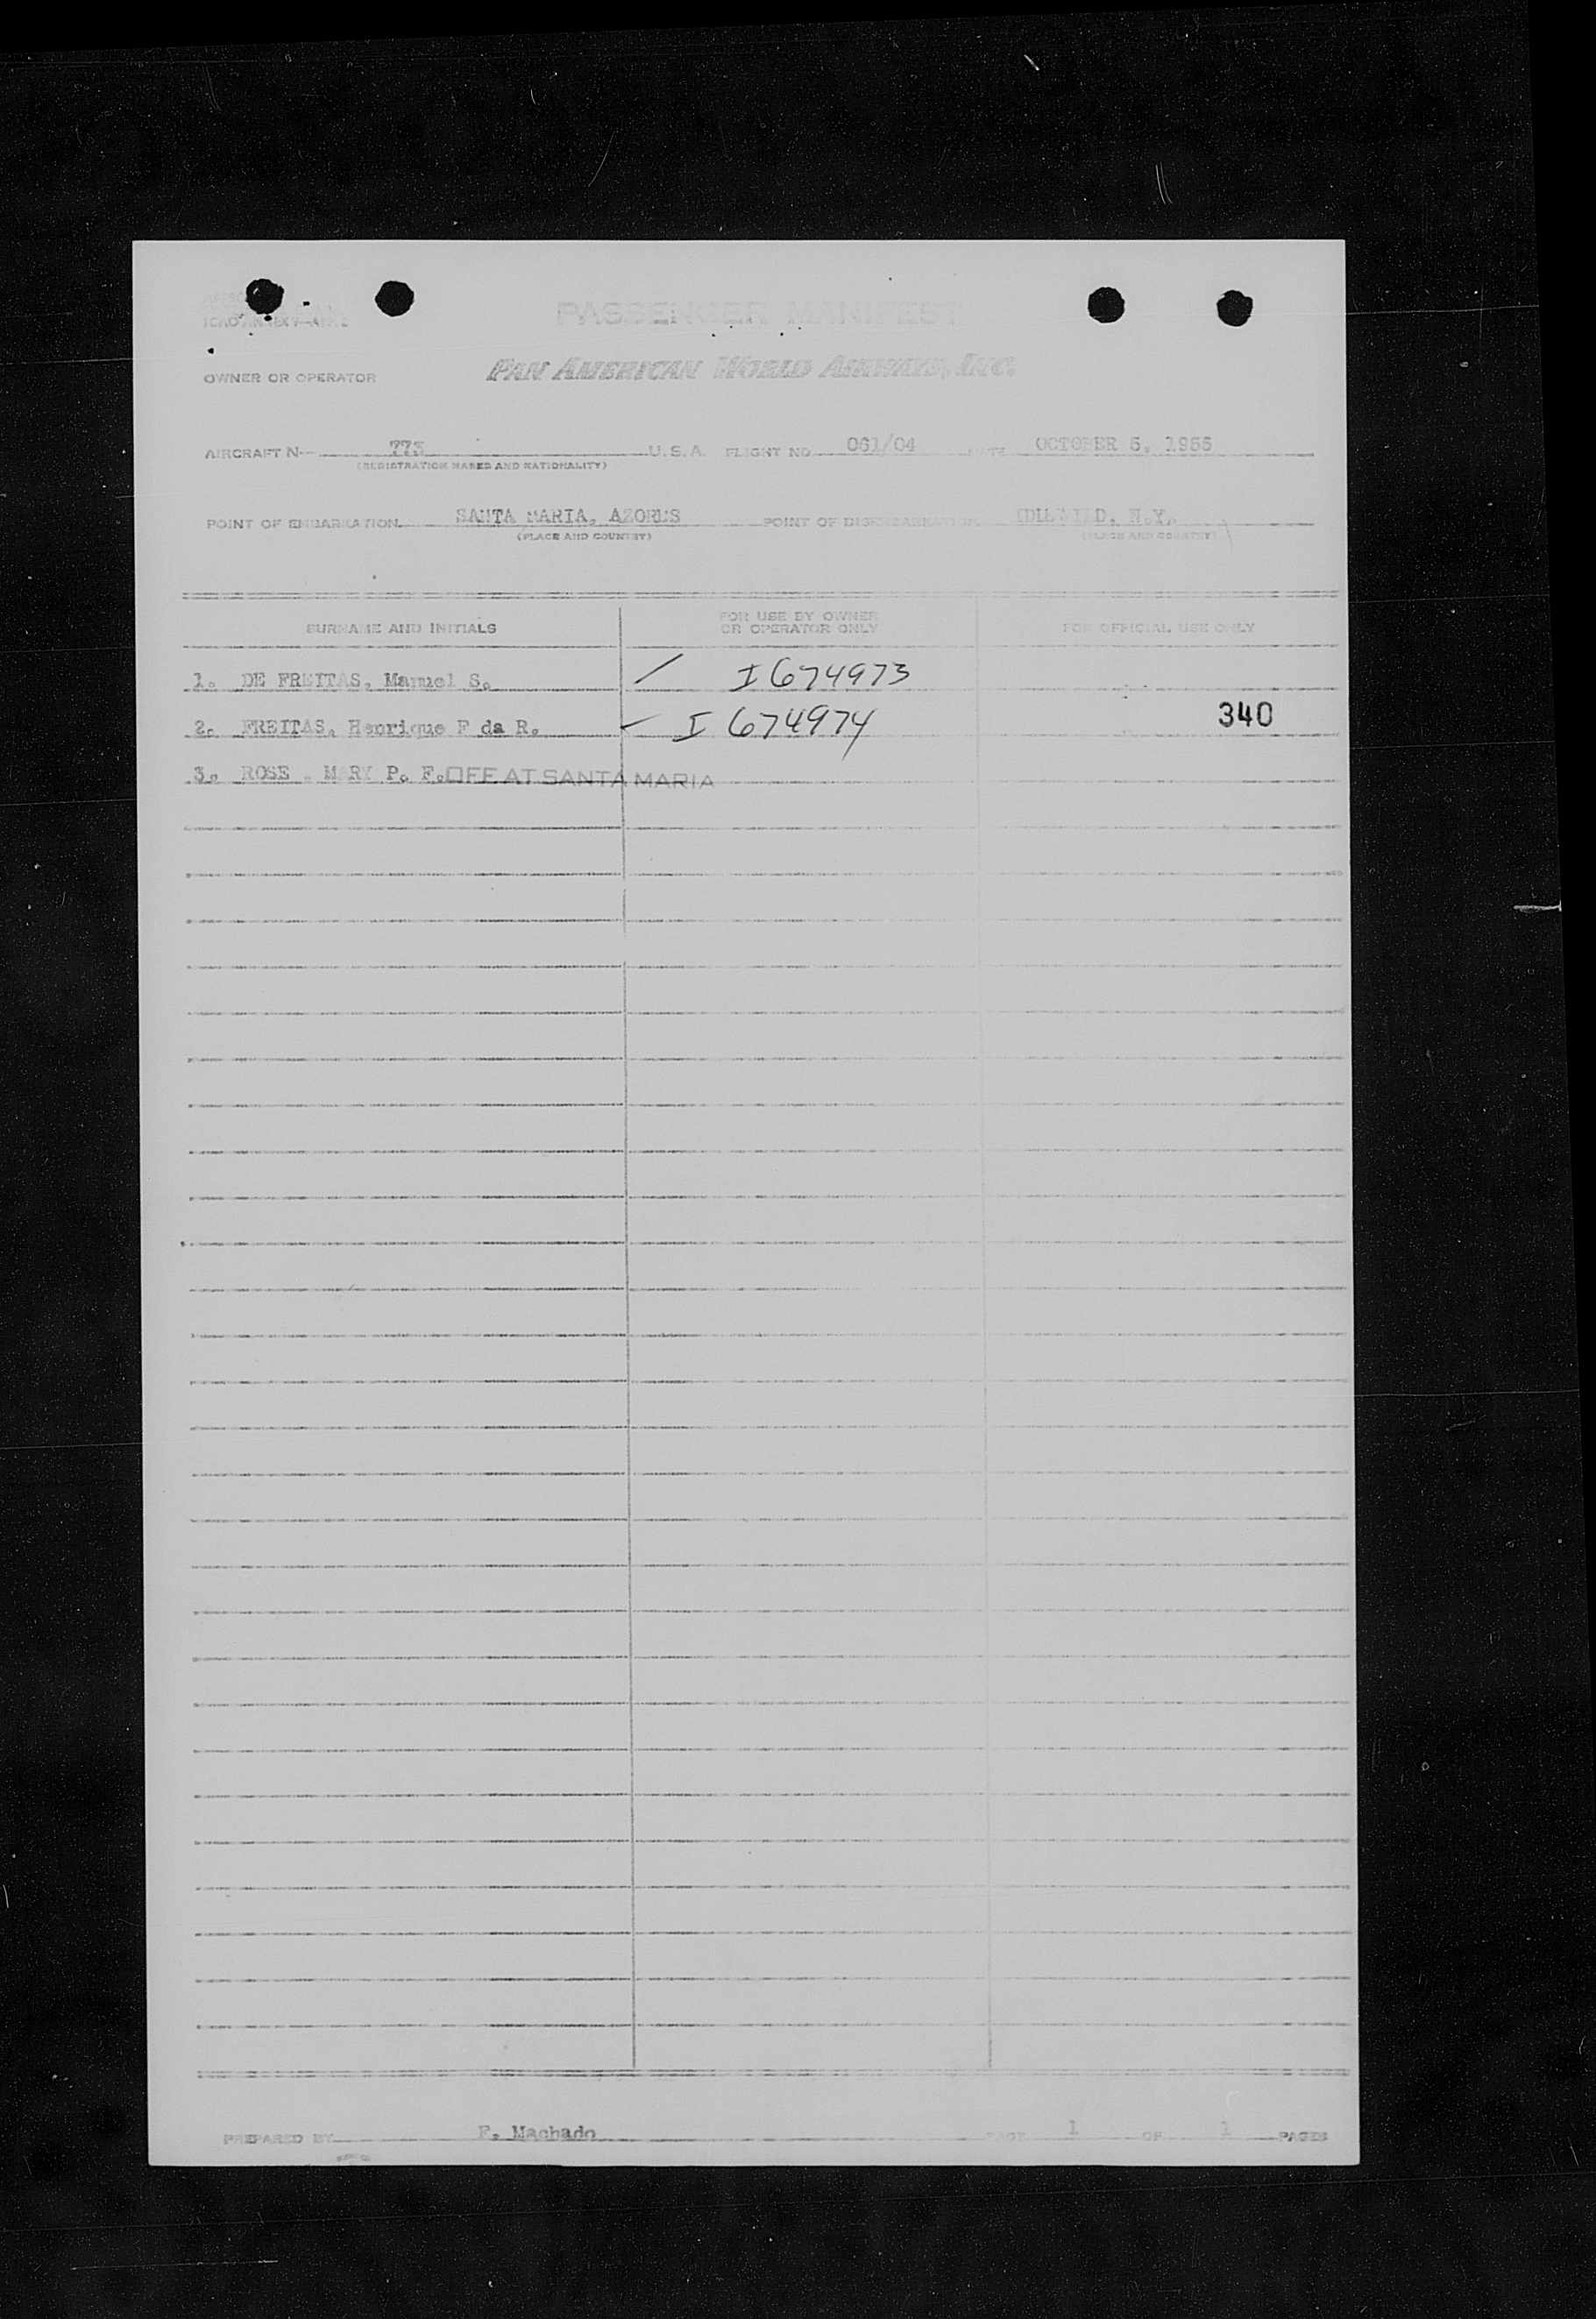 PASSENGER MANIFEST
OWNER OR OPERATOR PAN AMERICAN WORLD AIRWAYS, INC.
AIRCRAFT N— 773 U. S. A. FLIGHT NO. 061/04 DATE OCTOBER 5, 1955
(REGISTRATION MARKS AND NATIONALITY)
POINT OF EMBARKATION SANTA MARIA, AZORES POINT OF DISEMBARKATION IDLEWILD, N.Y.
(PLACE AND COUNTRY) (PLACE AND COUNTRY)
SURNAME AND INITIALS FOR USE BY OWNER OR OPERATOR ONLY FOR OFFICIAL USE ONLY
1. DE FREITAS, Manuel S. I 674973
2. FREITAS, Henrique F da R. I 674974 340
3. ROSE , MARY P. F. OFF AT SANTA MARIA
PREPARED BY F. Machado PAGE 1 OF 1 PAGES